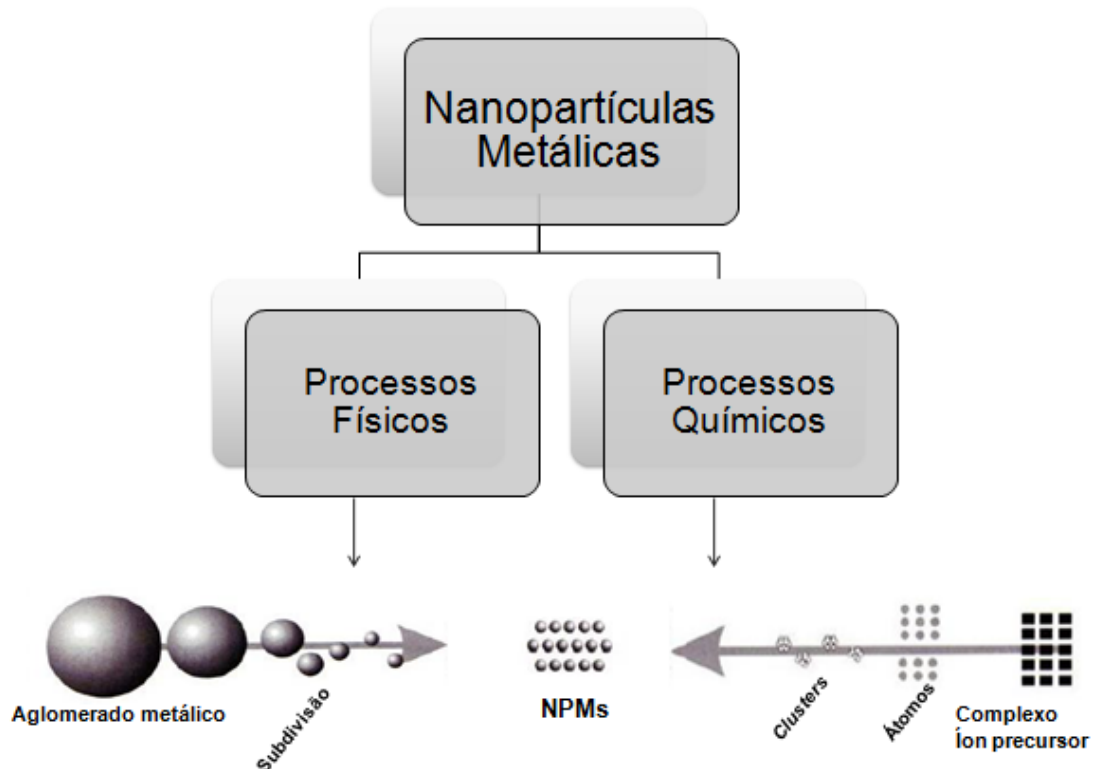 Nanopartículas
Metálicas
Processos
Físicos
Processos
Químicos
Aglomerado metálico
Subdivisão
NPMs
Clusters
Átomos
Complexo
Íon precursor